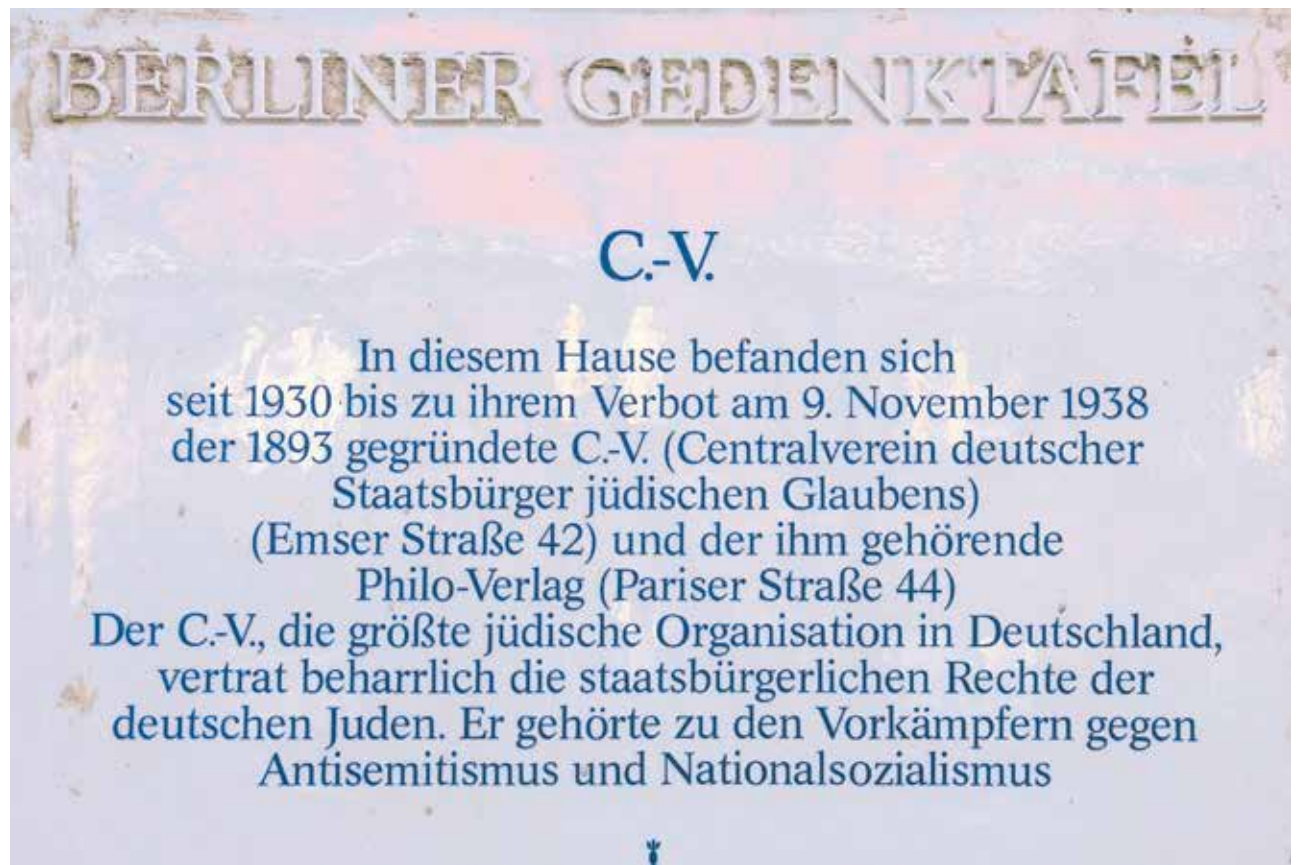 BERLINER GEDENKTAFEL
C.-V.
In diesem Hause befanden sich
seit 1930 bis zu ihrem Verbot am 9. November 1938
der 1893 gegründete C.-V. (Centralverein deutscher
Staatsbürger jüdischen Glaubens)
(Emser Straße 42) und der ihm gehörende
Philo-Verlag (Pariser Straße 44)
Der C.-V., die größte jüdische Organisation in Deutschland,
vertrat beharrlich die staatsbürgerlichen Rechte der
deutschen Juden. Er gehörte zu den Vorkämpfern gegen
Antisemitismus und Nationalsozialismus